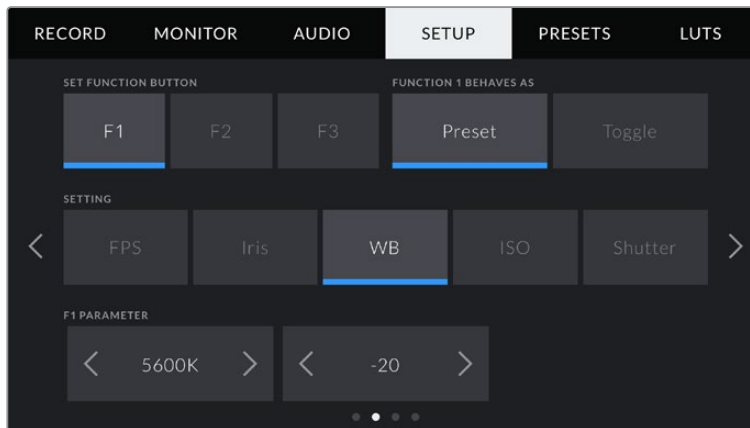 RECORD MONITOR AUDIO SETUP PRESETS LUTS
SET FUNCTION BUTTON FUNCTION 1 BEHAVES AS
F1 F2 F3 Preset Toggle
SETTING
FPS Iris WB ISO Shutter
F1 PARAMETER
5600K -20